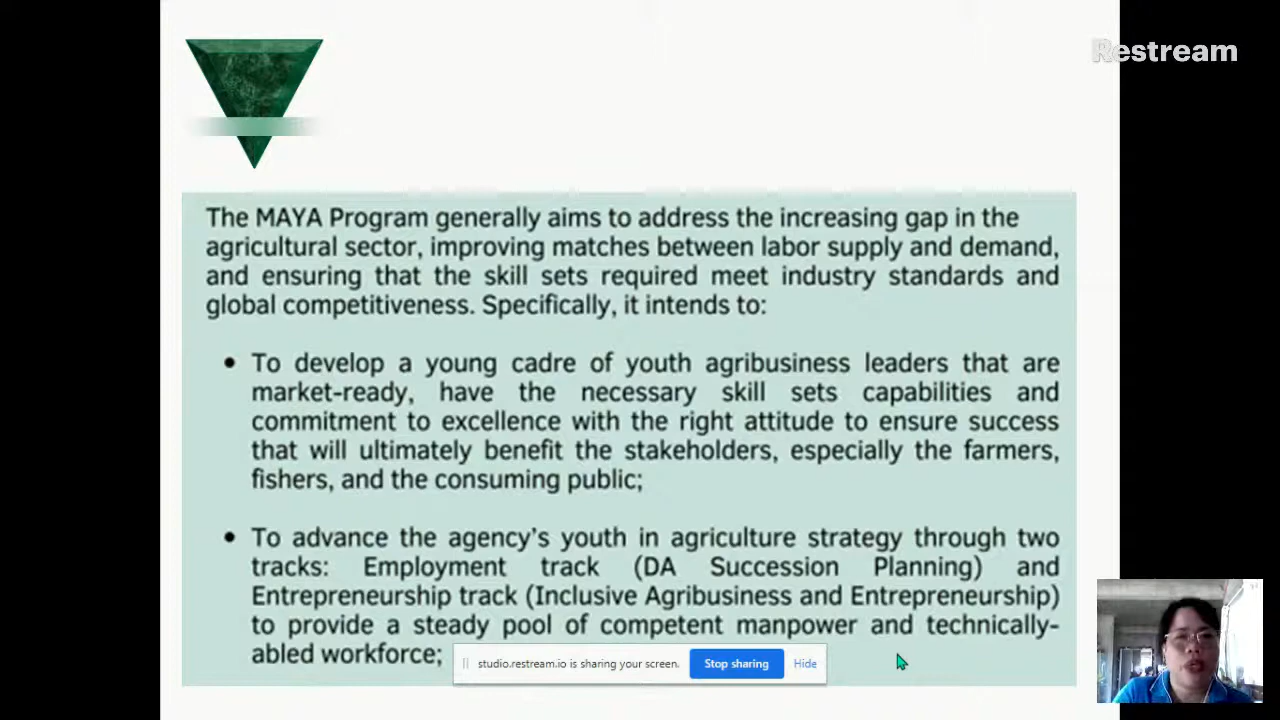 Restream
The MAYA Program generally aims to address the increasing gap in the
agricultural sector, improving matches between labor supply and demand,
and ensuring that the skill sets required meet industry standards and
global competitiveness. Specifically, it intends to:
• To develop a young cadre of youth agribusiness leaders that are
market-ready, have the necessary skill sets capabilities and
commitment to excellence with the right attitude to ensure success
that will ultimately benefit the stakeholders, especially the farmers,
fishers, and the consuming public;
• To advance the agency's youth in agriculture strategy through two
tracks: Employment track (DA Succession Planning) and
Entrepreneurship track (Inclusive Agribusiness and Entrepreneurship)
to provide a steady pool of competent manpower and technically-
abled workforce;
studio.restream.io is sharing your screen. Stop sharing Hide